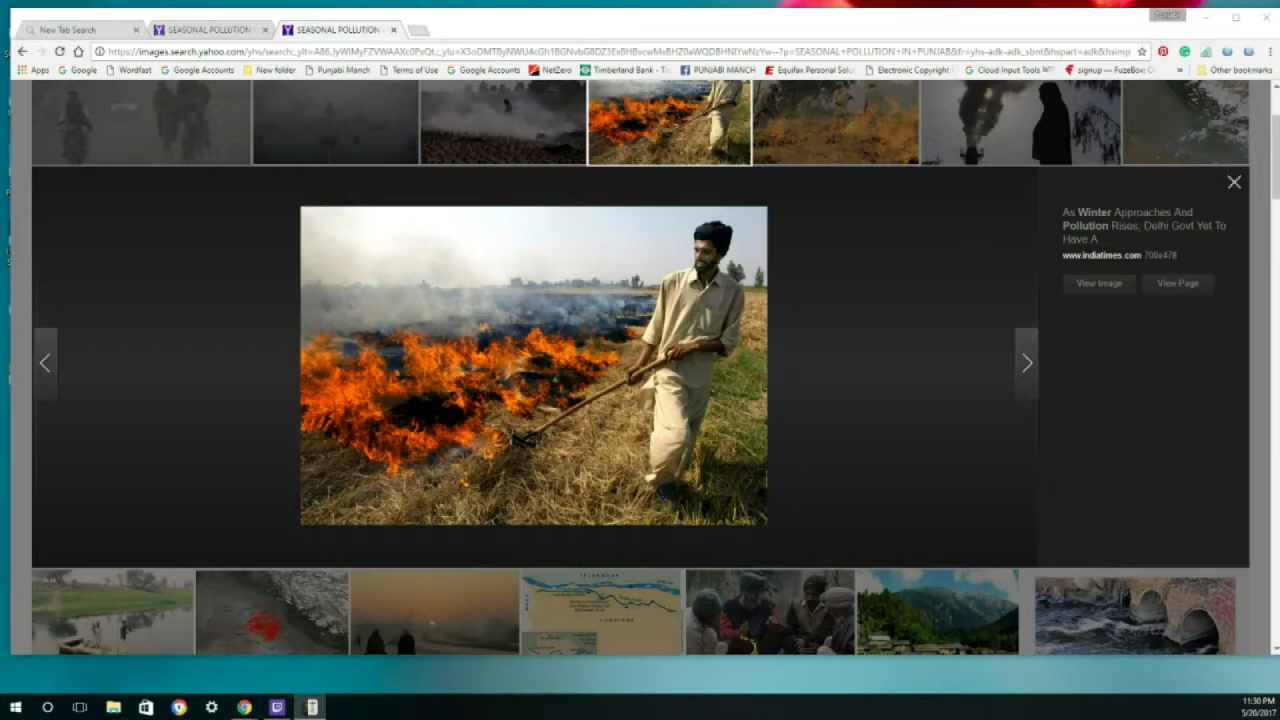 New Tab Search
SEASONAL POLLUTION
SEASONAL POLLUTION
Apps
Google
Wordfast
Google Accounts
New folder
Punjabi Manch
Terms of Use
Google Accounts
NetZero
Timberland Bank - Ti
PUNJABI MANCH
Equifax Personal Solu
Electronic Copyright
Cloud Input Tools
signup — FuzeBox: C
»
Other bookmarks
As Winter Approaches And
Pollution Rises, Delhi Govt Yet To
Have A
www.indiatimes.com 700x478
View Image
View Page
LUDHIANA
11:30 PM
5/20/2017